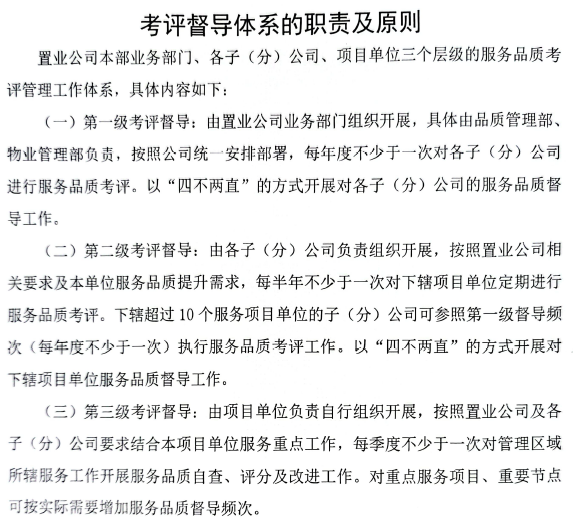 考评督导体系的职责及原则
置业公司本部业务部门、各子（分）公司、项目单位三个层级的服务品质考
评管理工作体系，具体内容如下：
（一）第一级考评督导：由置业公司业务部门组织开展，具体由品质管理部、
物业管理部负责，按照公司统一安排部署，每年度不少于一次对各子（分）公司
进行服务品质考评。以“四不两直”的方式开展对各子（分）公司的服务品质督
导工作。
（二）第二级考评督导：由各子（分）公司负责组织开展，按照置业公司相
关要求及本单位服务品质提升需求，每半年不少于一次对下辖项目单位定期进行
服务品质考评。下辖超过 10 个服务项目单位的子（分）公司可参照第一级督导频
次（每年度不少于一次）执行服务品质考评工作。以“四不两直”的方式开展对
下辖项目单位服务品质督导工作。
（三）第三级考评督导：由项目单位负责自行组织开展，按照置业公司及各
子（分）公司要求结合本项目单位服务重点工作，每季度不少于一次对管理区域
所辖服务工作开展服务品质自查、评分及改进工作。对重点服务项目、重要节点
可按实际需要增加服务品质督导频次。